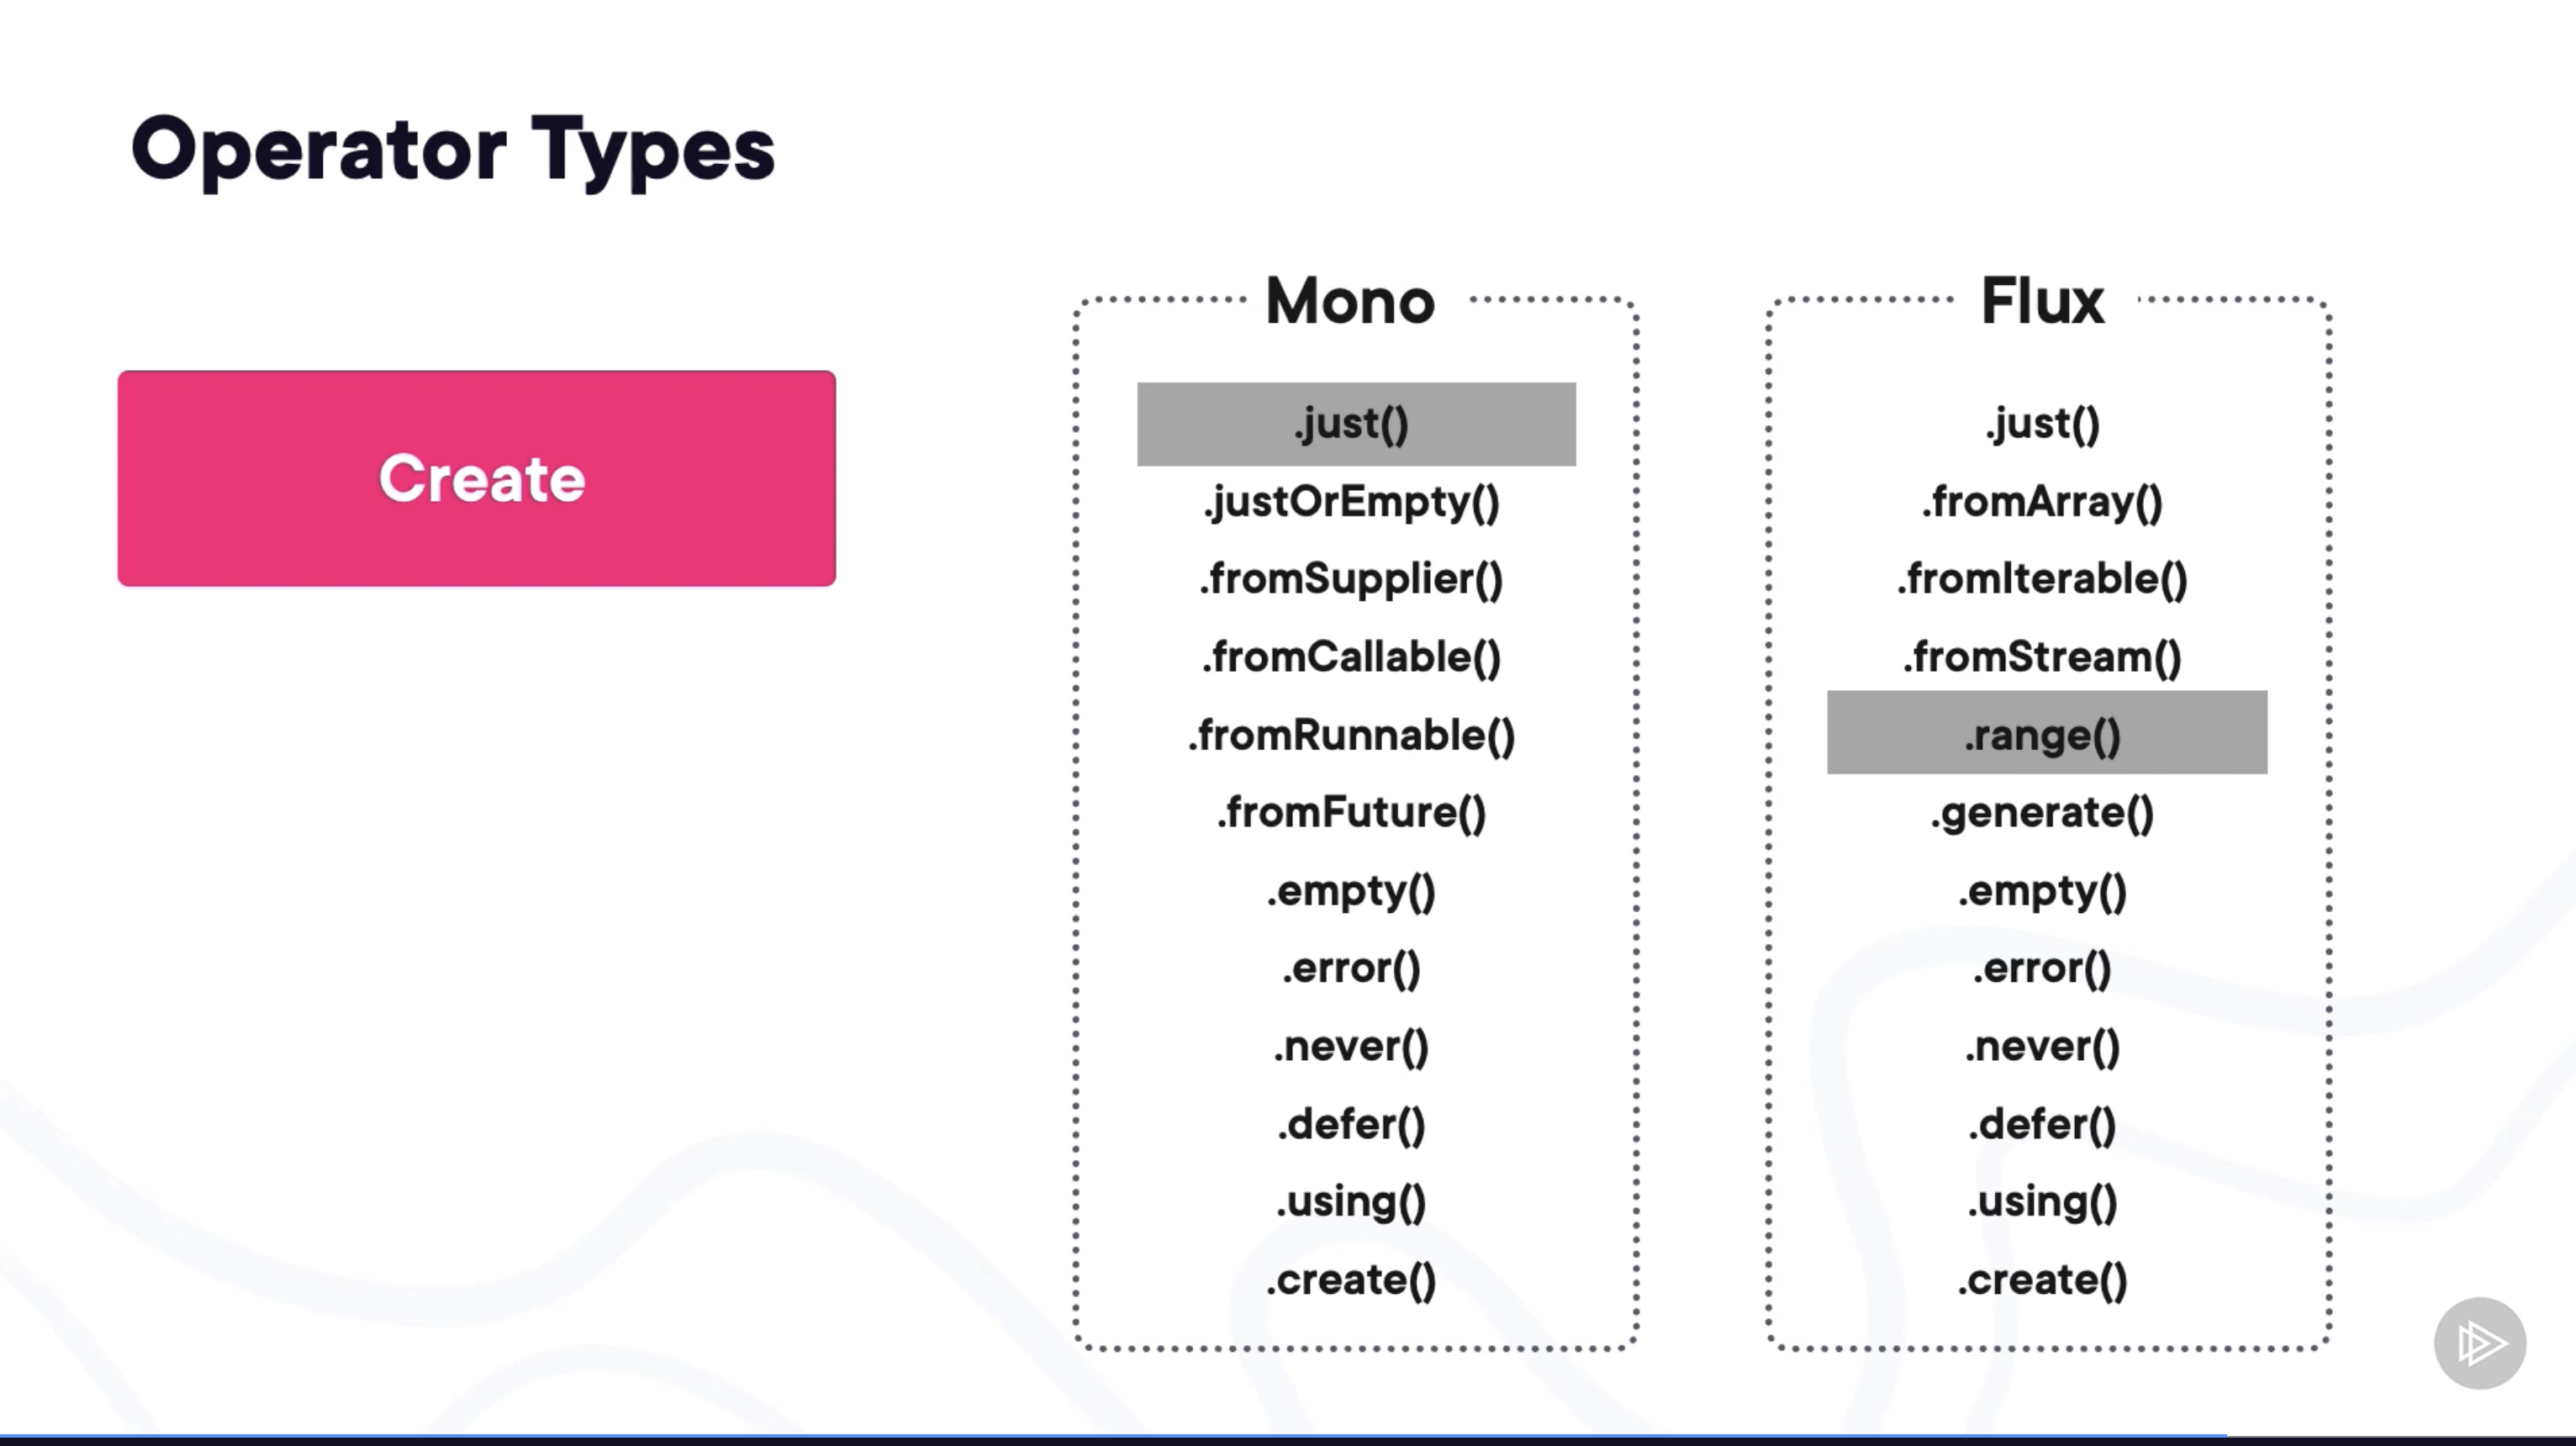 Operator Types
Create
Mono
.just()
.justOrEmpty()
.fromSupplier()
.fromCallable()
.fromRunnable()
.fromFuture()
.empty()
.error()
.never()
.defer()
.using()
.create()
Flux
.just()
.fromArray()
.fromIterable()
.fromStream()
.range()
.generate()
.empty()
.error()
.never()
.defer()
.using()
.create()